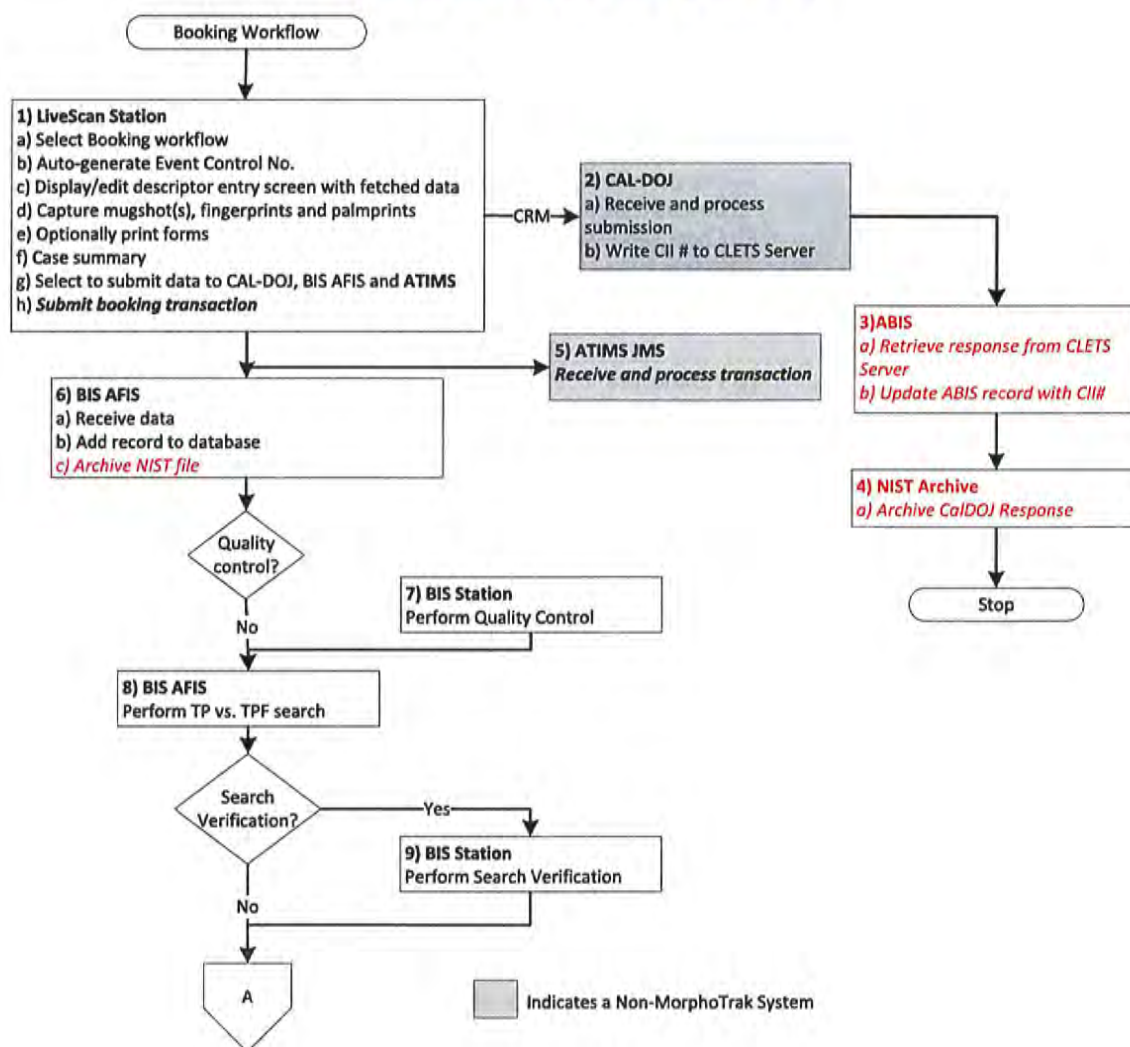 Booking Workflow
1) LiveScan Station
a) Select Booking workflow
b) Auto-generate Event Control No.
c) Display/edit descriptor entry screen with fetched data
d) Capture mugshot(s), fingerprints and palmprints
e) Optionally print forms
f) Case summary
g) Select to submit data to CAL-DOJ, BIS AFIS and ATIMS
h) Submit booking transaction
CRM
2) CAL-DOJ
a) Receive and process
submission
b) Write CII # to CLETS Server
3)ABIS
a) Retrieve response from CLETS
Server
b) Update ABIS record with CII#
4) NIST Archive
a) Archive CalDOJ Response
Stop
5) ATIMS JMS
Receive and process transaction
6) BIS AFIS
a) Receive data
b) Add record to database
c) Archive NIST file
Quality
control?
No
7) BIS Station
Perform Quality Control
8) BIS AFIS
Perform TP vs. TPF search
Search
Verification?
Yes
9) BIS Station
Perform Search Verification
No
A
Indicates a Non-MorphoTrak System